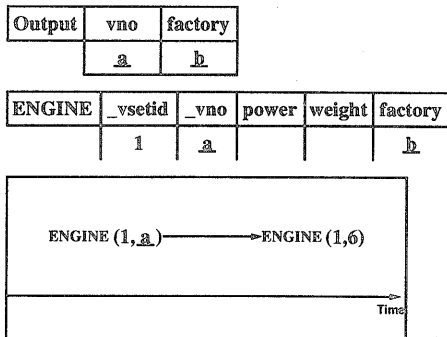 Output vno factory
a b
ENGINE _vsetid _vno power weight factory
1 a b
ENGINE (1, a) ENGINE (1,6)
Time